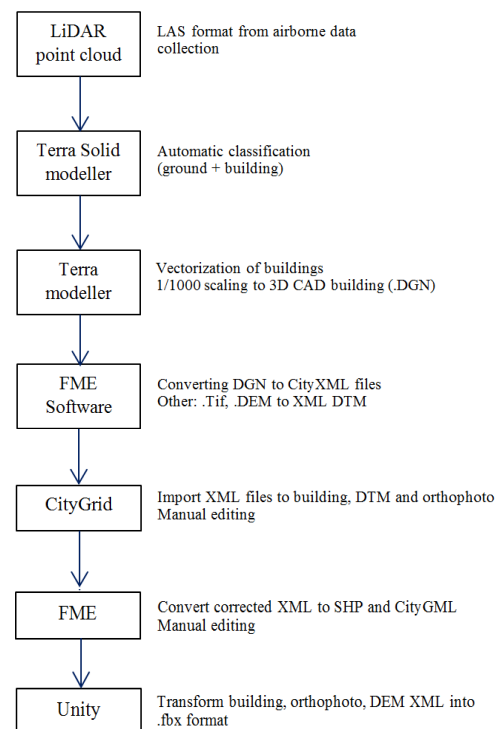 LiDAR
point cloud
LAS format from airborne data
collection
Terra Solid
modeller
Automatic classification
(ground + building)
Terra
modeller
Vectorization of buildings
1/1000 scaling to 3D CAD building (.DGN)
FME
Software
Converting DGN to CityXML files
Other: .Tif, .DEM to XML DTM
CityGrid
Import XML files to building, DTM and orthophoto
Manual editing
FME
Convert corrected XML to SHP and CityGML
Manual editing
Unity
Transform building, orthophoto, DEM XML into
.fbx format